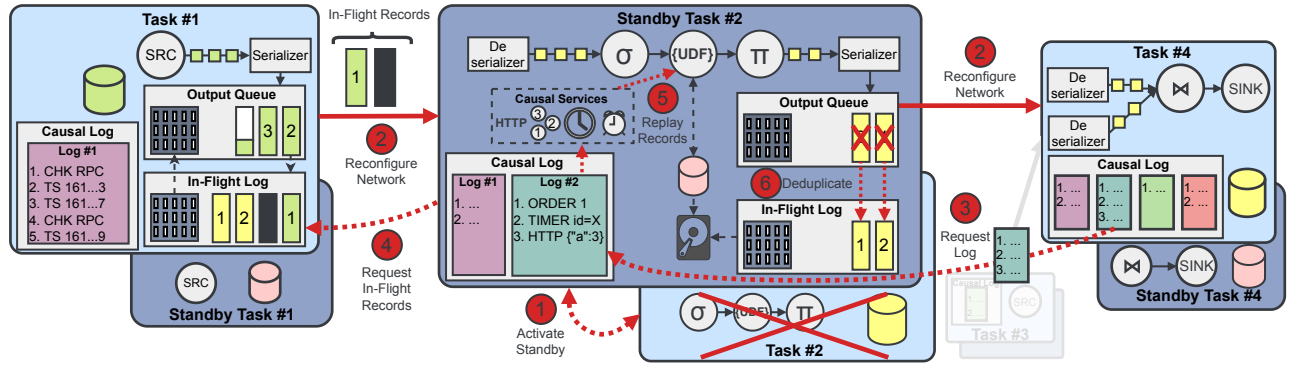 Task #1
SRC
Serializer
Output Queue
3
2
Causal Log
Log #1
1. CHK RPC
2. TS 161...3
3. TS 161...7
4. CHK RPC
5. TS 161...9
In-Flight Log
1
2
1
SRC
Standby Task #1
In-Flight Records
1
2
Reconfigure
Network
4
Request
In-Flight
Records
Standby Task #2
De
serializer
σ
{UDF}
π
Serializer
Causal Services
HTTP
3
2
1
5
Replay
Records
Output Queue
Causal Log
Log #1
1. ...
2. ...
Log #2
1. ORDER 1
2. TIMER id=X
3. HTTP {"a":3}
6
Deduplicate
In-Flight Log
1
2
1
Activate
Standby
σ
{UDF}
π
Task #2
2
Reconfigure
Network
3
Request
Log
1. ...
2. ...
3. ...
Causal Log
1.
2.
SRC
Task #3
Task #4
De
serializer
De
serializer
⋈
SINK
Causal Log
1. ...
2. ...
1. ...
2. ...
3. ...
1. ...
1. ...
2. ...
⋈
SINK
Standby Task #4